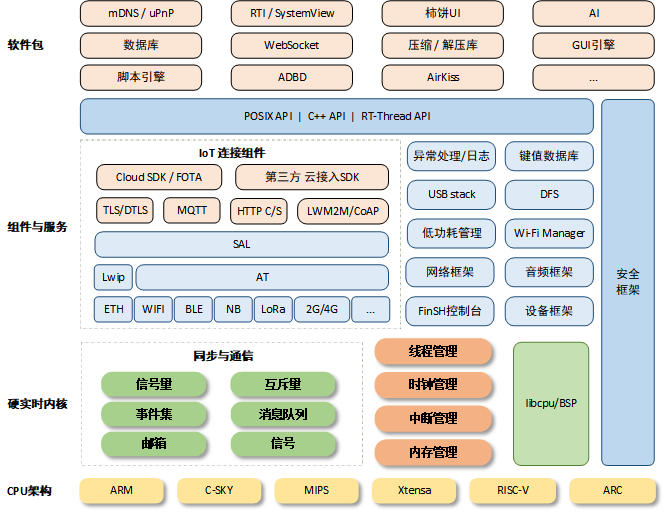 软件包
mDNS / uPnP
RTI / SystemView
柿饼UI
AI
数据库
WebSocket
压缩 / 解压库
GUI引擎
脚本引擎
ADBD
AirKiss
...
组件与服务
POSIX API | C++ API | RT-Thread API
IoT 连接组件
Cloud SDK / FOTA
第三方 云接入SDK
TLS/DTLS
MQTT
HTTP C/S
LWM2M/CoAP
SAL
Lwip
AT
ETH
WIFI
BLE
NB
LoRa
2G/4G
...
异常处理/日志
键值数据库
USB stack
DFS
低功耗管理
Wi-Fi Manager
网络框架
音频框架
FinSH控制台
设备框架
安全
框架
硬实时内核
同步与通信
信号量
互斥量
事件集
消息队列
邮箱
信号
线程管理
时钟管理
中断管理
内存管理
libcpu/BSP
CPU架构
ARM
C-SKY
MIPS
Xtensa
RISC-V
ARC